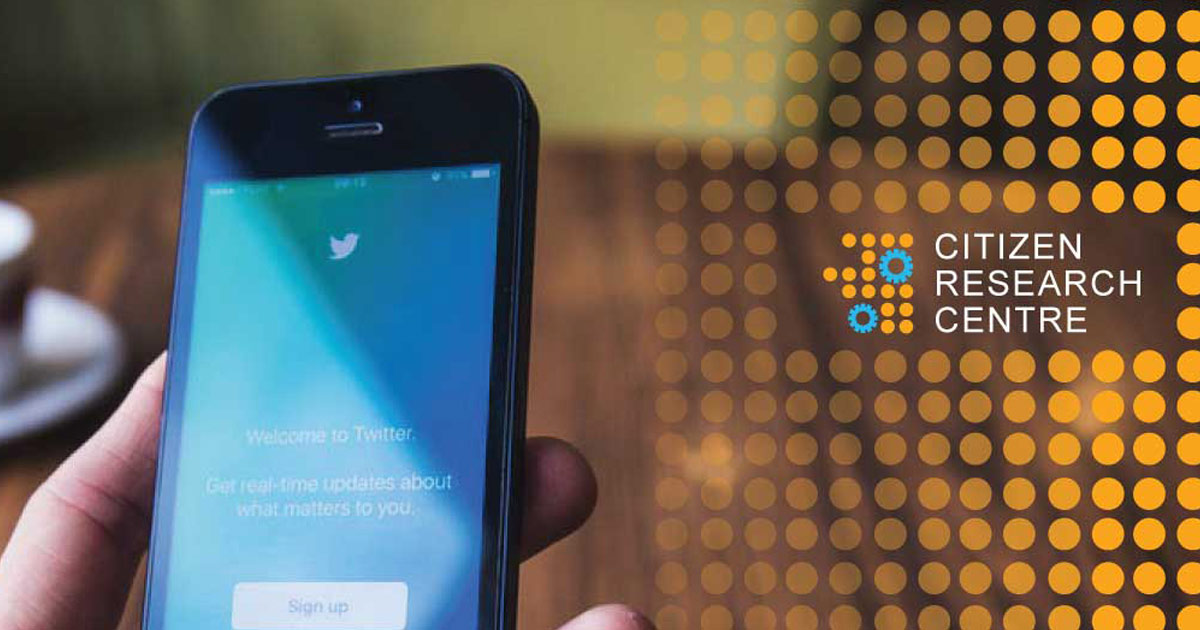 Welcome to Twitter.
Get real-time updates about
what matters to you.
Sign up
CITIZEN
RESEARCH
CENTRE